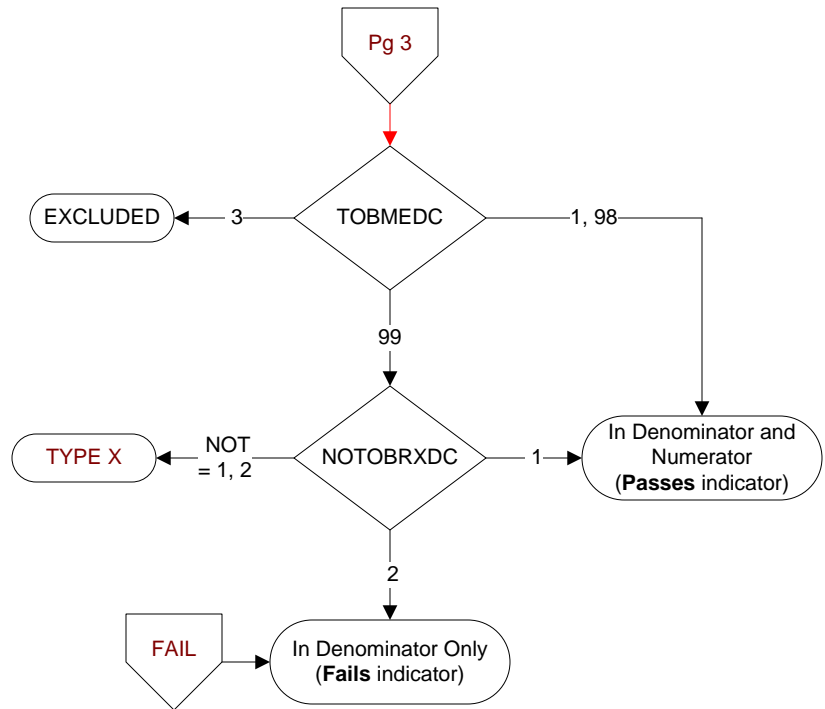 Pg 3
TOBMEDC
EXCLUDED
3
1, 98
99
NOTOBRXDC
TYPE X
NOT
= 1, 2
1
In Denominator and
Numerator
(Passes indicator)
2
FAIL
In Denominator Only
(Fails indicator)